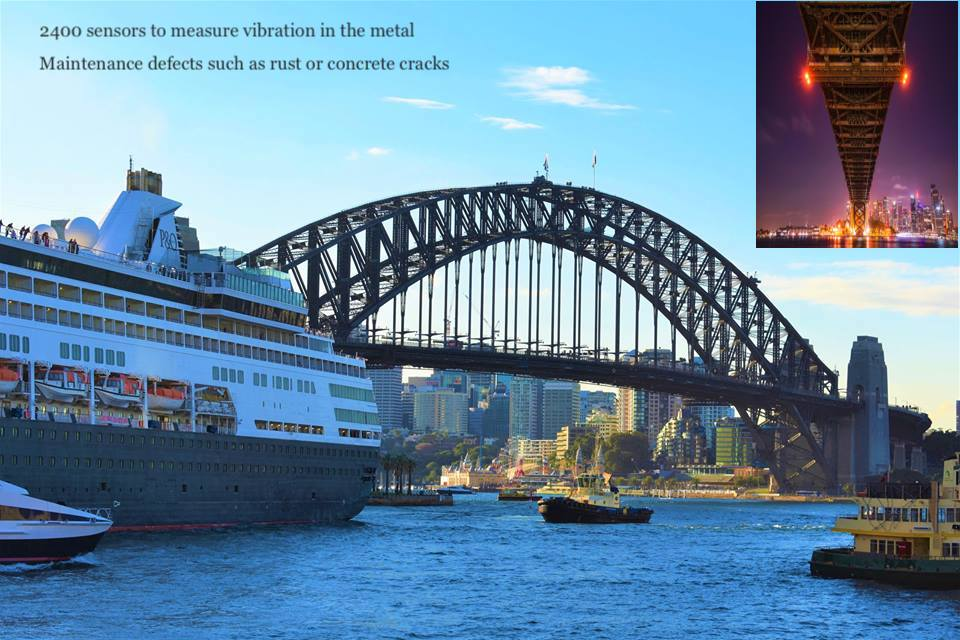 2400 sensors to measure vibration in the metal
Maintenance defects such as rust or concrete cracks
P&O